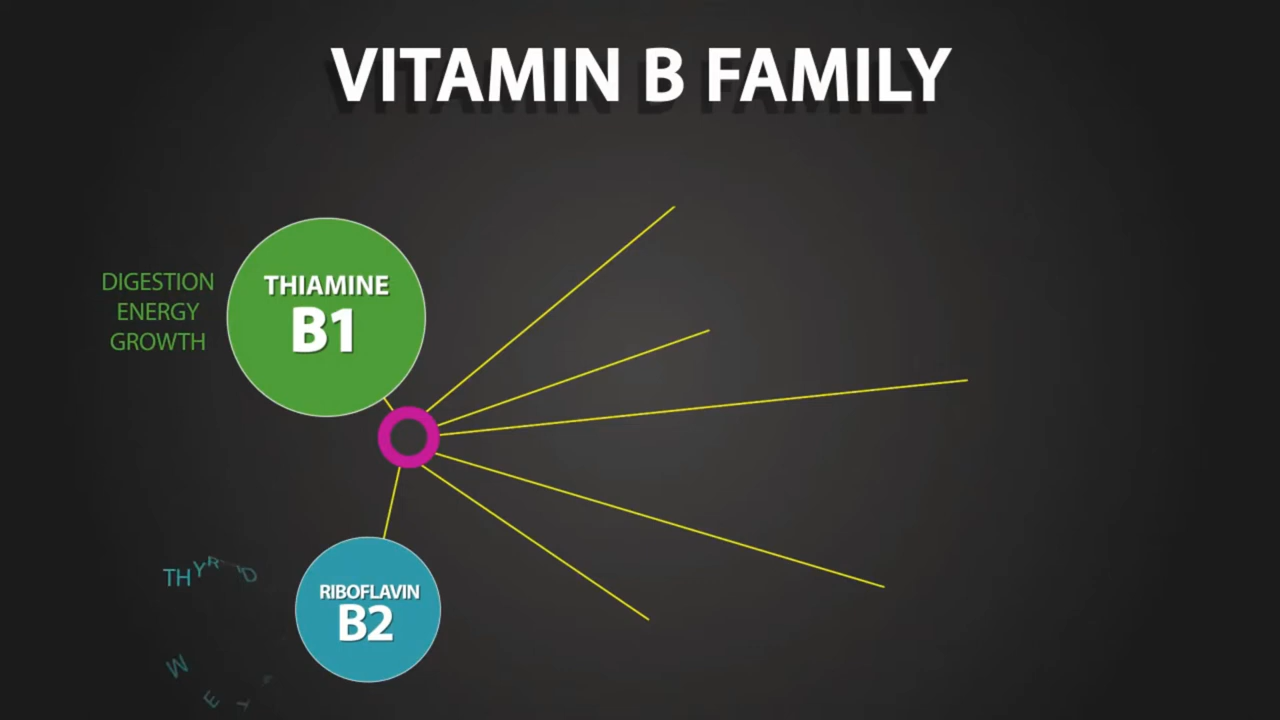 VITAMIN B FAMILY
DIGESTION
ENERGY
GROWTH
THIAMINE
B1
RIBOFLAVIN
B2